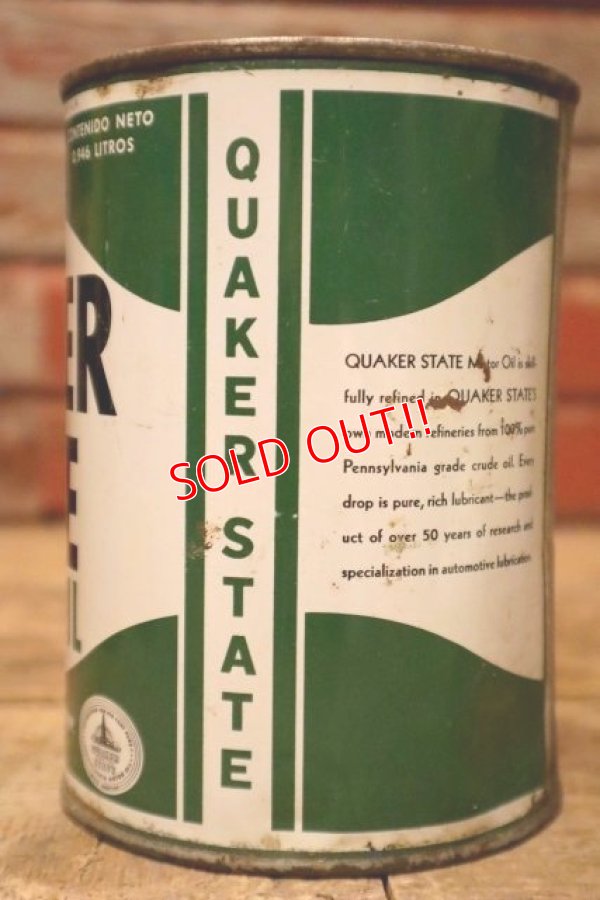 CONTENIDO NETO
0,946 LITROS
ER
E
IL
QUAKER STATE
QUAKER STATE Motor Oil is skill-
fully refined in QUAKER STATE'S
own modern refineries from 100% pure
Pennsylvania grade crude oil. Every
drop is pure, rich lubricant—the prod-
uct of over 50 years of research and
specialization in automotive lubrication.
SOLD OUT!!